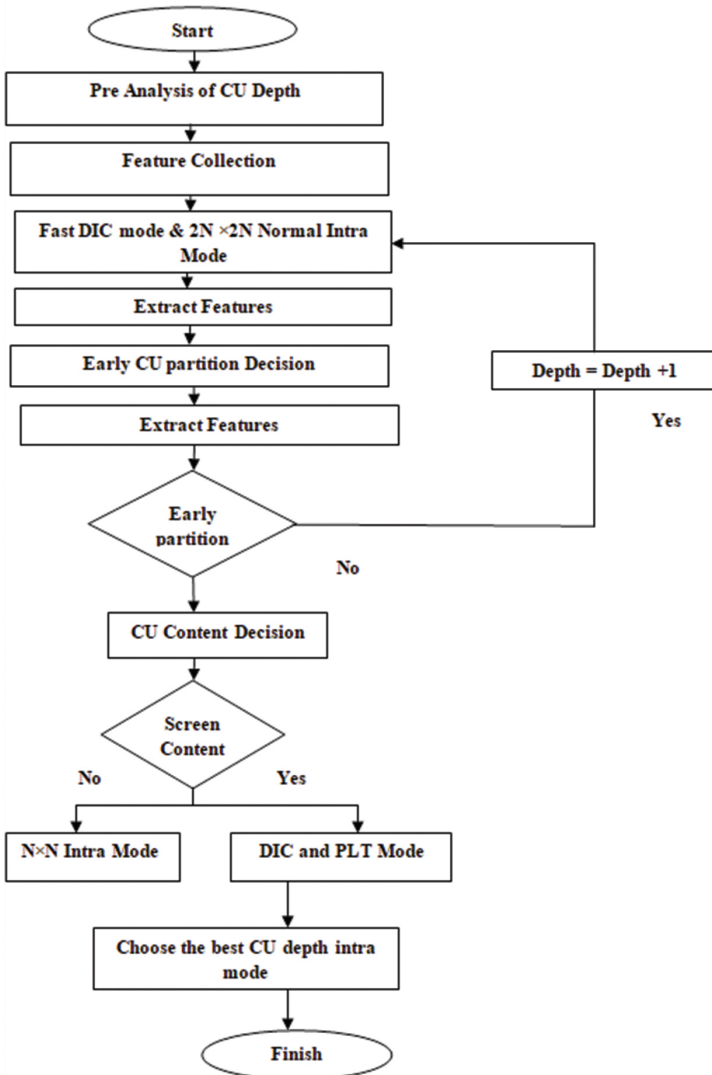 Start
Pre Analysis of CU Depth
Feature Collection
Fast DIC mode & 2N ×2N Normal Intra
Mode
Extract Features
Early CU partition Decision
Depth = Depth +1
Extract Features
Yes
Early
partition
No
CU Content Decision
Screen
Content
No
Yes
N×N Intra Mode
DIC and PLT Mode
Choose the best CU depth intra
mode
Finish